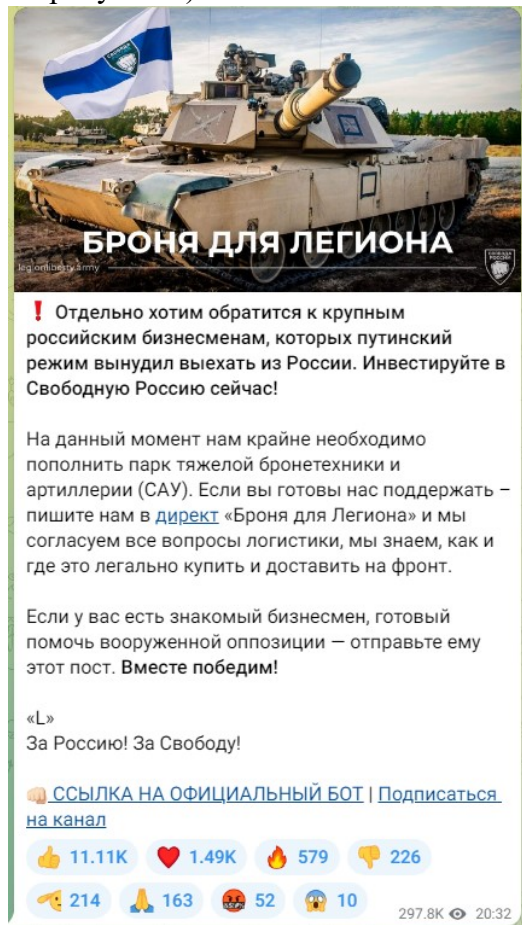 БРОНЯ ДЛЯ ЛЕГИОНА
legionliberty.army
СВОБОДА
РОССИИ
❗ Отдельно хотим обратится к крупным
российским бизнесменам, которых путинский
режим вынудил выехать из России. Инвестируйте в
Свободную Россию сейчас!
На данный момент нам крайне необходимо
пополнить парк тяжелой бронетехники и
артиллерии (САУ). Если вы готовы нас поддержать –
пишите нам в директ «Броня для Легиона» и мы
согласуем все вопросы логистики, мы знаем, как и
где это легально купить и доставить на фронт.
Если у вас есть знакомый бизнесмен, готовый
помочь вооруженной оппозиции — отправьте ему
этот пост. Вместе победим!
«L»
За Россию! За Свободу!
👊🏻 ССЫЛКА НА ОФИЦИАЛЬНЫЙ БОТ | Подписаться
на канал
👍 11.11K ❤ 1.49K 🔥 579 👎 226
🫡 214 🙏 163 🤬 52 😱 10
297.8K 20:32